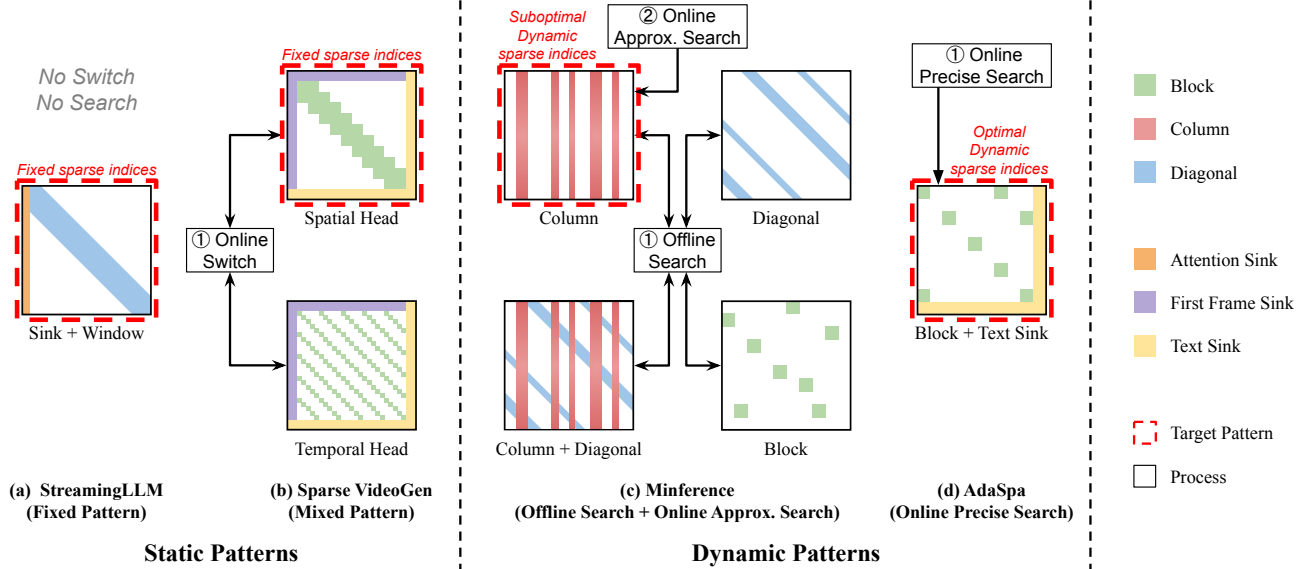 No Switch
No Search
Fixed sparse indices
Sink + Window
(a) StreamingLLM
(Fixed Pattern)
Fixed sparse indices
Spatial Head
① Online
Switch
Temporal Head
(b) Sparse VideoGen
(Mixed Pattern)
Static Patterns
Suboptimal
Dynamic
sparse indices
② Online
Approx. Search
Column
Diagonal
① Offline
Search
Column + Diagonal
Block
(c) Minference
(Offline Search + Online Approx. Search)
① Online
Precise Search
Optimal
Dynamic
sparse indices
Block + Text Sink
(d) AdaSpa
(Online Precise Search)
Dynamic Patterns
Block
Column
Diagonal
Attention Sink
First Frame Sink
Text Sink
Target Pattern
Process